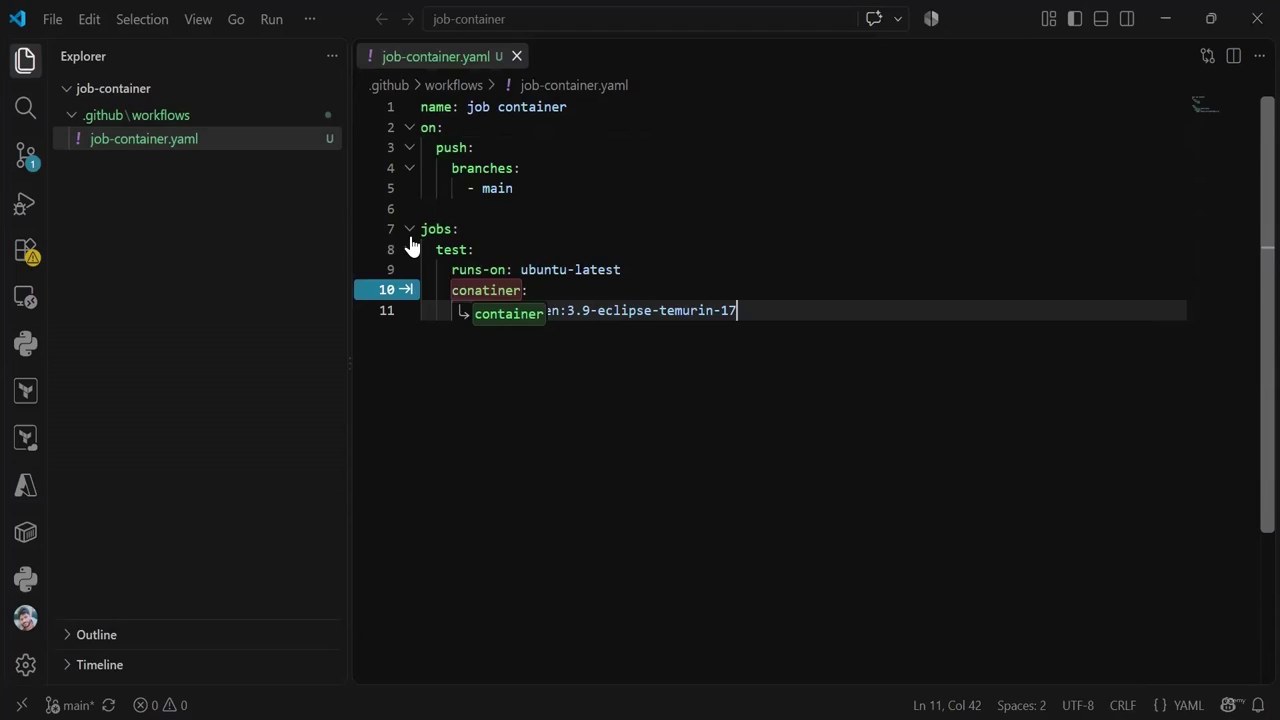 File Edit Selection View Go Run ···
job-container
Explorer
job-container
.github\workflows
! job-container.yaml U
1
! job-container.yaml U
.github > workflows > ! job-container.yaml
1 name: job container
2 on:
3 push:
4 branches:
5 - main
6
7 jobs:
8 test:
9 runs-on: ubuntu-latest
10 conatiner:
11 en:3.9-eclipse-temurin-17
container
Outline
Timeline
main* 0 0
Ln 11, Col 42 Spaces: 2 UTF-8 CRLF { } YAML